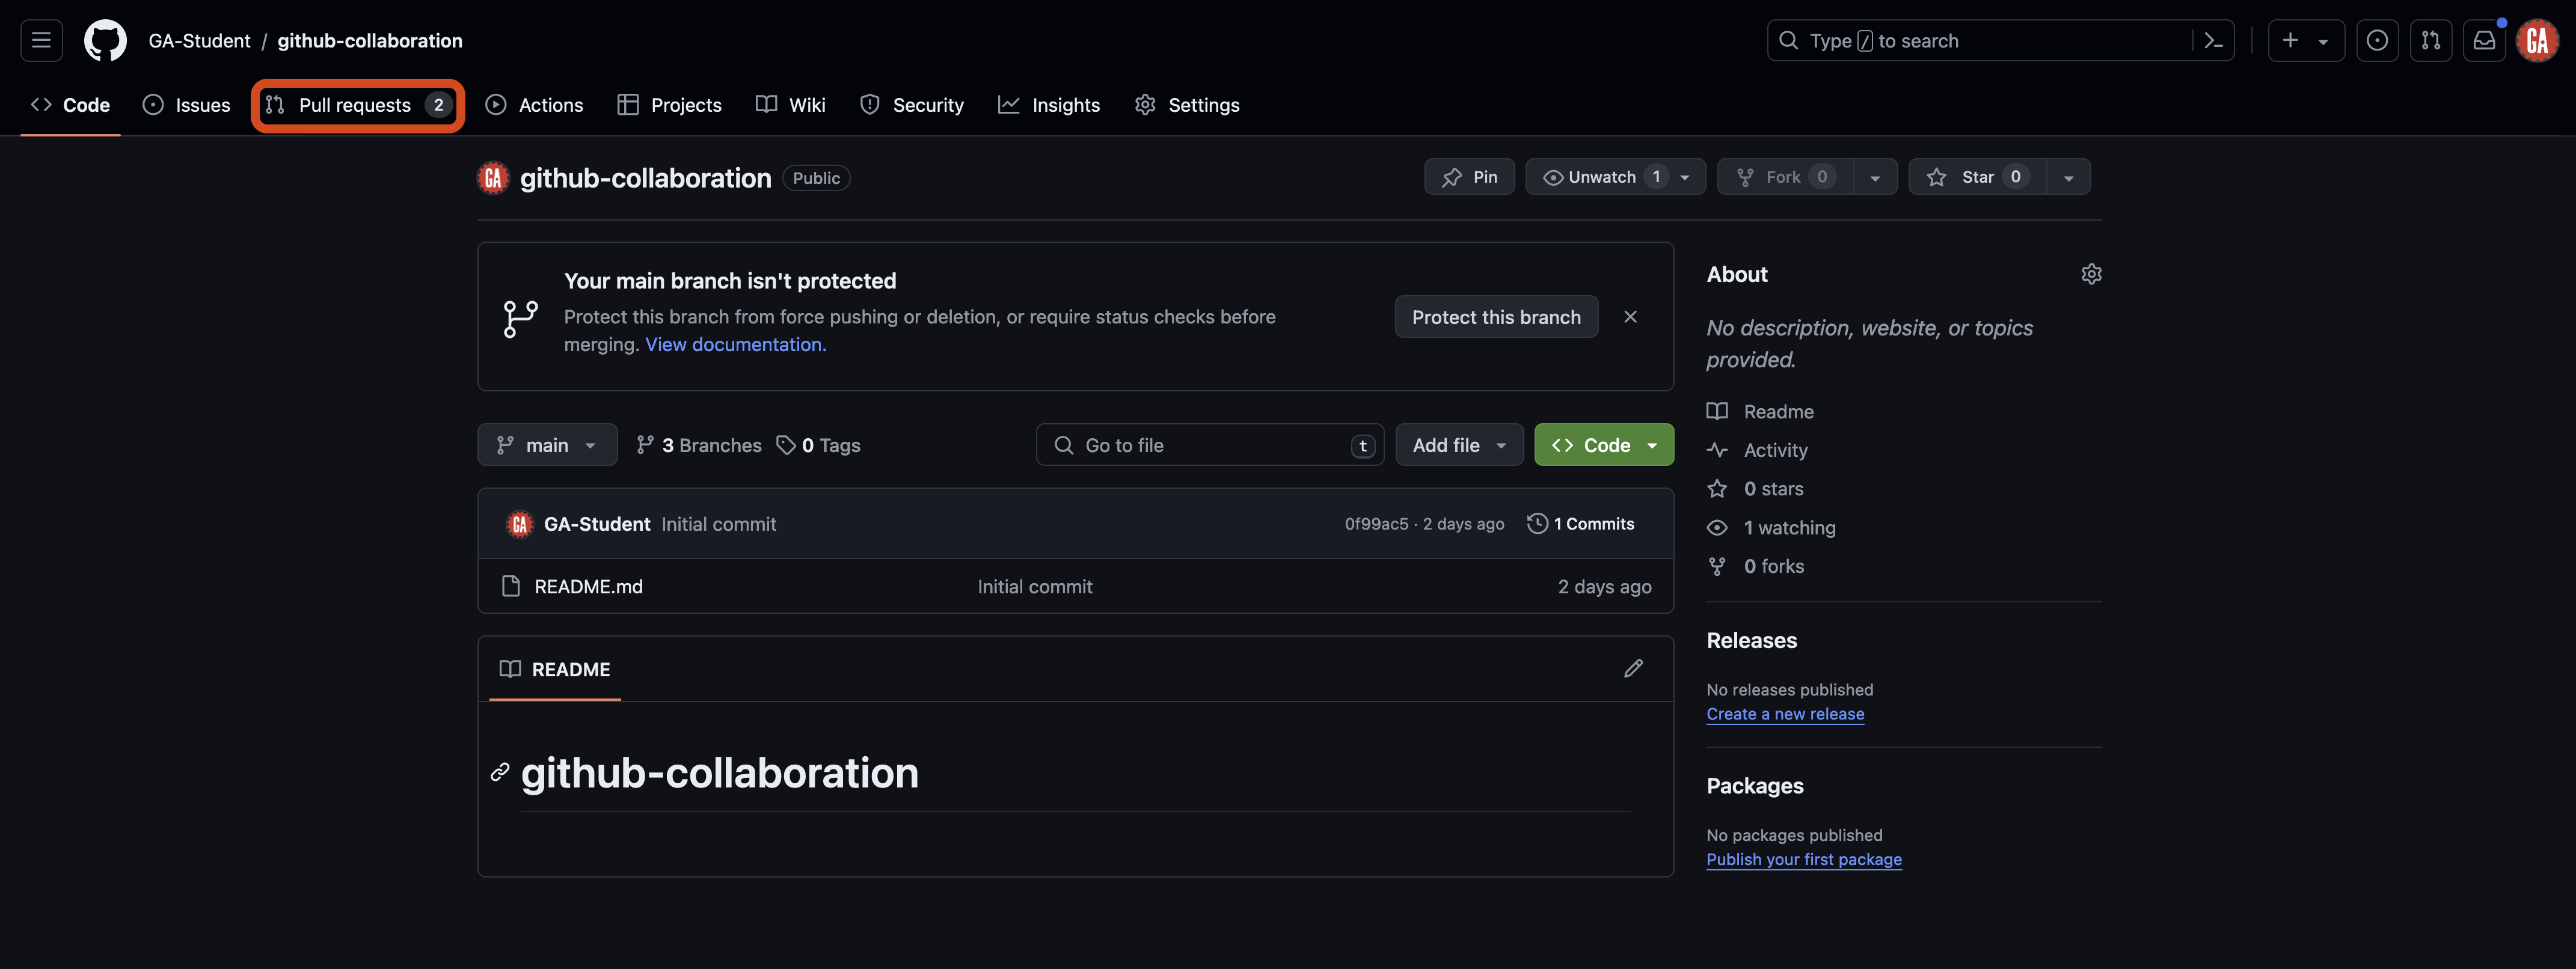 GA-Student / github-collaboration
Type / to search
GA
Code
Issues
Pull requests 2
Actions
Projects
Wiki
Security
Insights
Settings
GA github-collaboration Public
Pin
Unwatch 1
Fork 0
Star 0
Your main branch isn't protected
Protect this branch from force pushing or deletion, or require status checks before
merging. View documentation.
Protect this branch
main
3 Branches
0 Tags
Go to file t
Add file
Code
GA GA-Student Initial commit
0f99ac5 · 2 days ago
1 Commits
README.md Initial commit 2 days ago
README
github-collaboration
About
No description, website, or topics
provided.
Readme
Activity
0 stars
1 watching
0 forks
Releases
No releases published
Create a new release
Packages
No packages published
Publish your first package